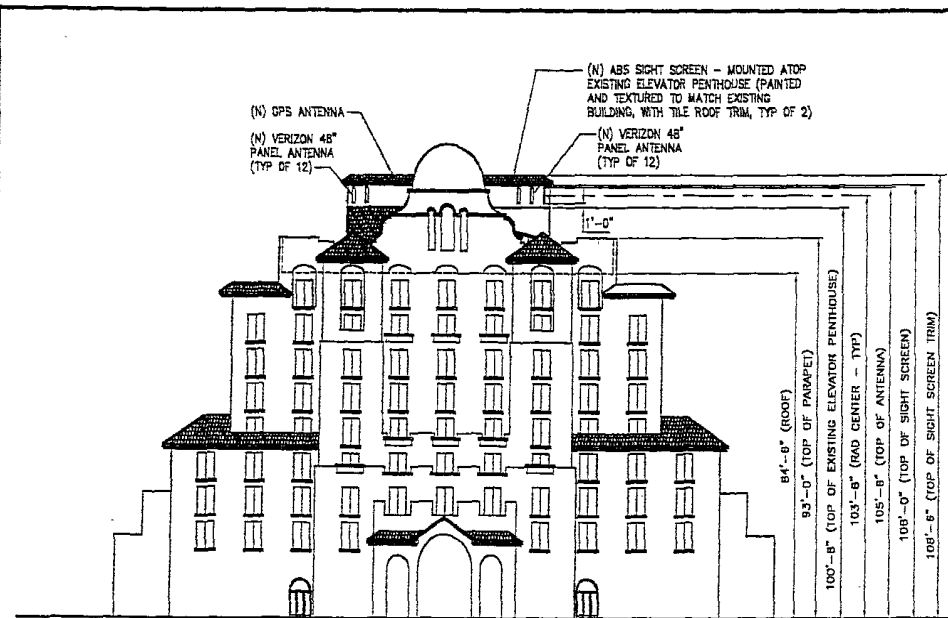 (N) ABS SIGHT SCREEN – MOUNTED ATOP
EXISTING ELEVATOR PENTHOUSE (PAINTED
AND TEXTURED TO MATCH EXISTING
BUILDING, WITH TILE ROOF TRIM, TYP OF 2)
(N) GPS ANTENNA
(N) VERIZON 48"
PANEL ANTENNA
(TYP OF 12)
(N) VERIZON 48"
PANEL ANTENNA
(TYP OF 12)
1'-0"
84'-6" (ROOF)
93'-0" (TOP OF PARAPET)
100'-8" (TOP OF EXISTING ELEVATOR PENTHOUSE)
103'-8" (RAD CENTER – TYP)
105'-8" (TOP OF ANTENNA)
106'-0" (TOP OF SIGHT SCREEN)
108'-6" (TOP OF SIGHT SCREEN TRIM)